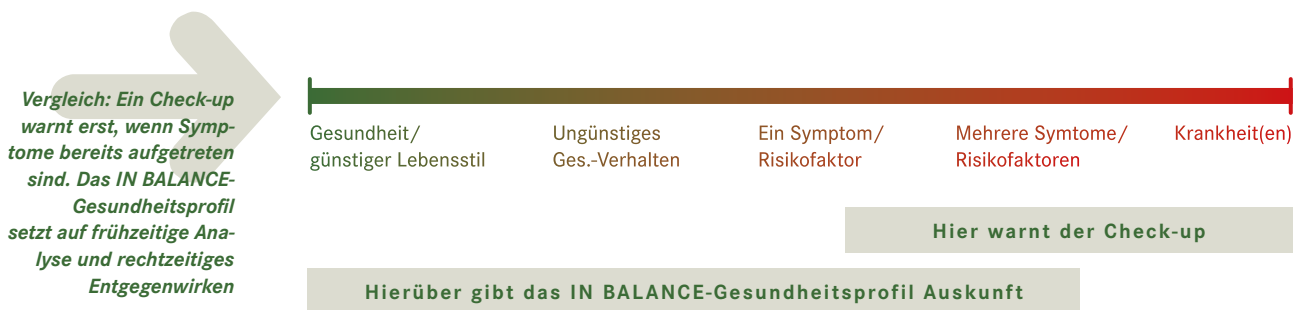 Vergleich: Ein Check-up
warnt erst, wenn Symp-
tome bereits aufgetreten
sind. Das IN BALANCE-
Gesundheitsprofil
setzt auf frühzeitige Ana-
lyse und rechtzeitiges
Entgegenwirken
Gesundheit/
günstiger Lebensstil
Ungünstiges
Ges.-Verhalten
Ein Symptom/
Risikofaktor
Mehrere Symtome/
Risikofaktoren
Krankheit(en)
Hier warnt der Check-up
Hierüber gibt das IN BALANCE-Gesundheitsprofil Auskunft